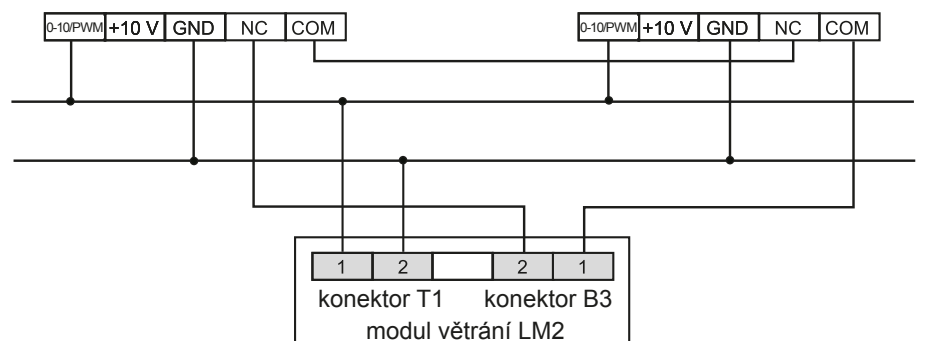 0-10/PWM +10 V GND NC COM 0-10/PWM +10 V GND NC COM
1 2 2 1
konektor T1 konektor B3
modul větrání LM2